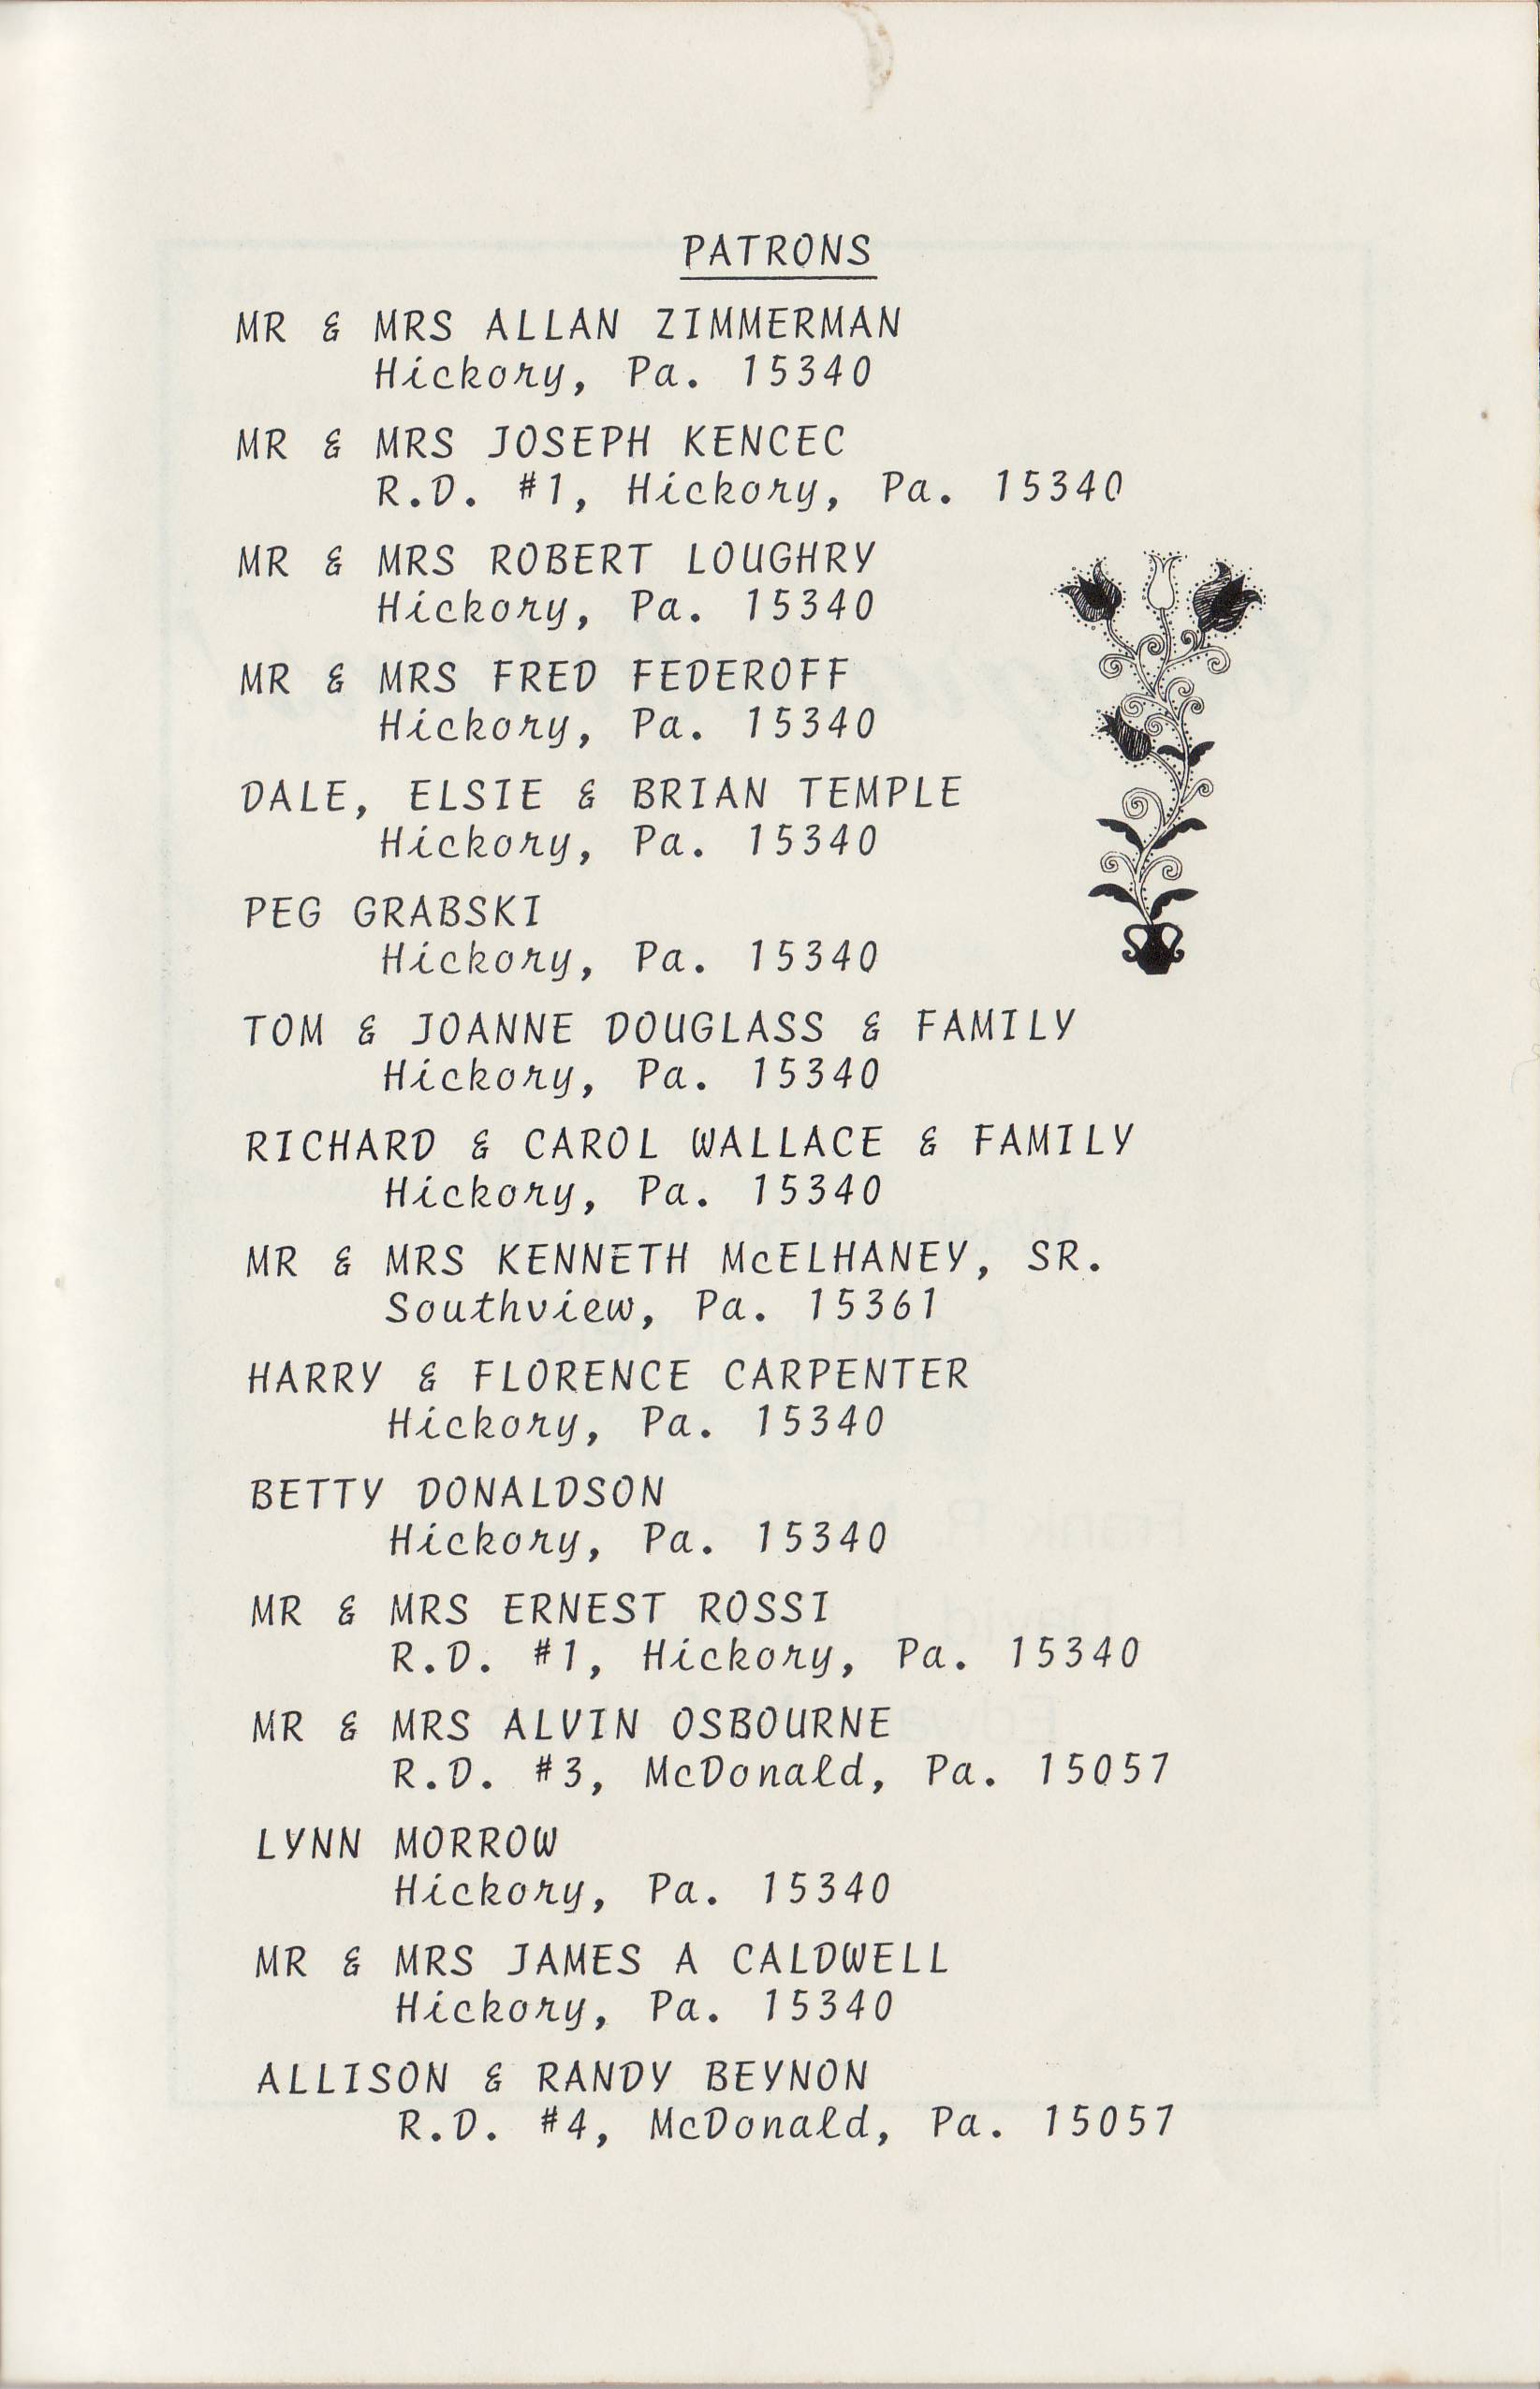 PATRONS
MR & MRS ALLAN ZIMMERMAN
Hickory, Pa. 15340
MR & MRS JOSEPH KENCEC
R.D. #1, Hickory, Pa. 15340
MR & MRS ROBERT LOUGHRY
Hickory, Pa. 15340
MR & MRS FRED FEDEROFF
Hickory, Pa. 15340
DALE, ELSIE & BRIAN TEMPLE
Hickory, Pa. 15340
PEG GRABSKI
Hickory, Pa. 15340
TOM & JOANNE DOUGLASS & FAMILY
Hickory, Pa. 15340
RICHARD & CAROL WALLACE & FAMILY
Hickory, Pa. 15340
MR & MRS KENNETH McELHANEY, SR.
Southview, Pa. 15361
HARRY & FLORENCE CARPENTER
Hickory, Pa. 15340
BETTY DONALDSON
Hickory, Pa. 15340
MR & MRS ERNEST ROSSI
R.D. #1, Hickory, Pa. 15340
MR & MRS ALVIN OSBOURNE
R.D. #3, McDonald, Pa. 15057
LYNN MORROW
Hickory, Pa. 15340
MR & MRS JAMES A CALDWELL
Hickory, Pa. 15340
ALLISON & RANDY BEYNON
R.D. #4, McDonald, Pa. 15057